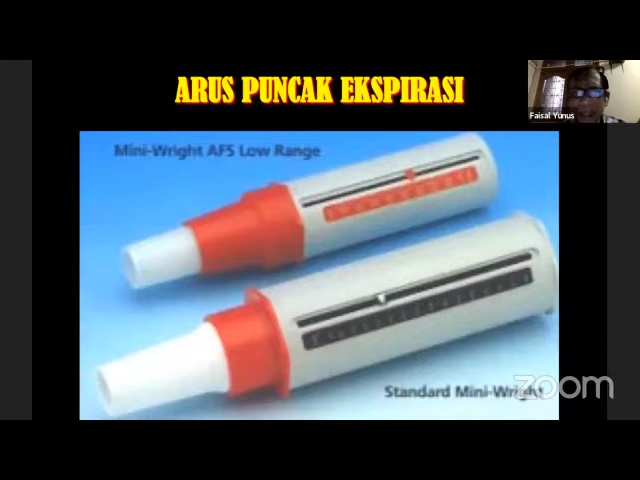 ARUS PUNCAK EKSPIRASI
Faisal Yunus
Mini-Wright AFS Low Range
Standard Mini-Wright
zoom